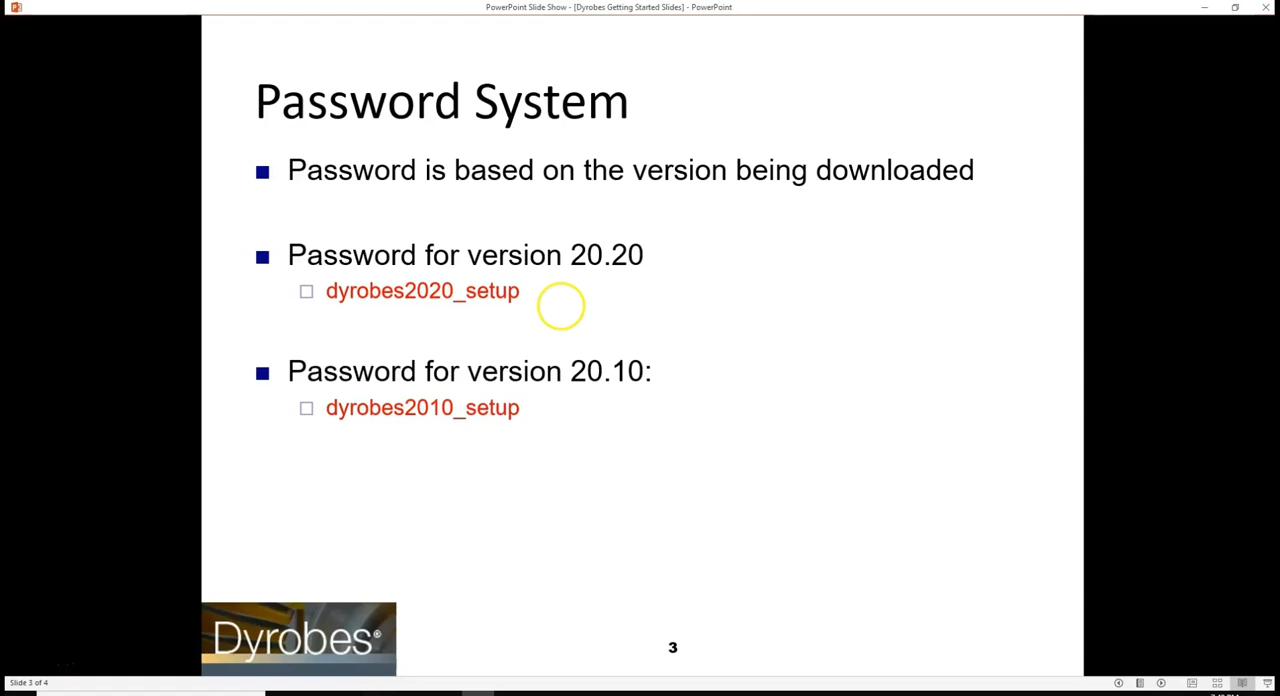 PowerPoint Slide Show - [Dyrobes Getting Started Slides] - PowerPoint
Password System
Password is based on the version being downloaded
Password for version 20.20
dyrobes2020_setup
Password for version 20.10:
dyrobes2010_setup
Dyrobes®
3
Slide 3 of 4